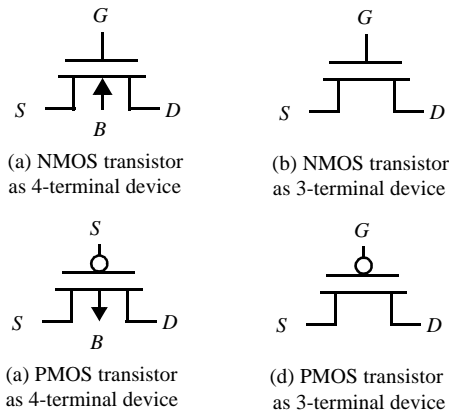 G
G
S
D
B
S
D
(a) NMOS transistor
as 4-terminal device
(b) NMOS transistor
as 3-terminal device
S
G
S
D
B
S
D
(a) PMOS transistor
as 4-terminal device
(d) PMOS transistor
as 3-terminal device